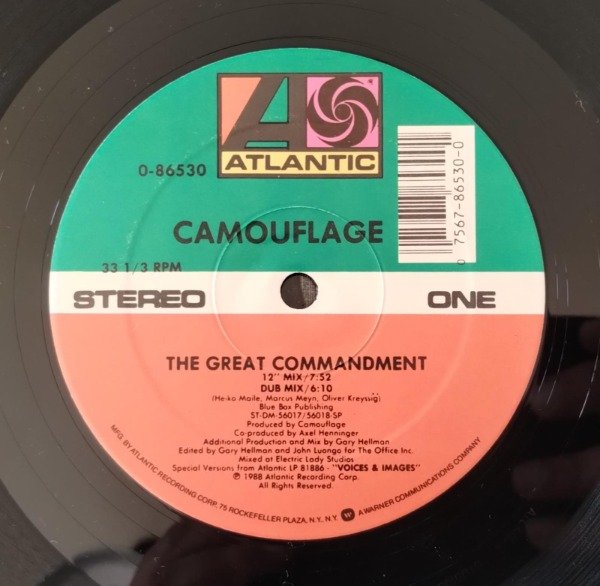 ATLANTIC
0-86530
0 7567-86530-0
CAMOUFLAGE
33 1/3 RPM
STEREO
ONE
THE GREAT COMMANDMENT
12" MIX/7:52
DUB MIX/6:10
(Heiko Maile, Marcus Meyn, Oliver Kreyssig)
Blue Box Publishing
ST-DM-56017/56018-SP
Produced by Camouflage
Co-produced by Axel Henninger
Additional Production and Mix by Gary Hellman
Edited by Gary Hellman and John Luongo for The Office Inc.
Mixed at Electric Lady Studios
Special Versions from Atlantic LP 81886 - "VOICES & IMAGES"
℗ 1988 Atlantic Recording Corp.
All Rights Reserved.
MFG. BY ATLANTIC RECORDING CORP. 75 ROCKEFELLER PLAZA, N.Y. N.Y. W A WARNER COMMUNICATIONS COMPANY